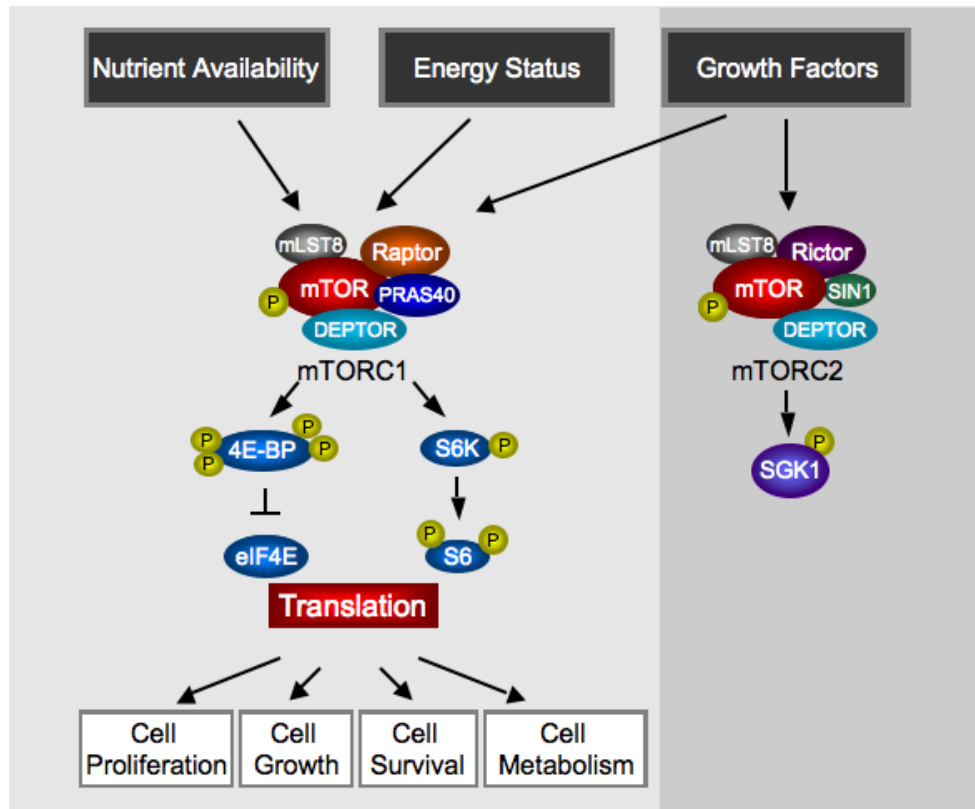 Nutrient Availability
Energy Status
Growth Factors
mLST8
Raptor
mTOR
PRAS40
P
DEPTOR
mTORC1
mLST8
Rictor
mTOR
SIN1
P
DEPTOR
mTORC2
P
P
4E-BP
P
P
S6K
P
P
SGK1
eIF4E
P
P
S6
Translation
Cell
Proliferation
Cell
Growth
Cell
Survival
Cell
Metabolism